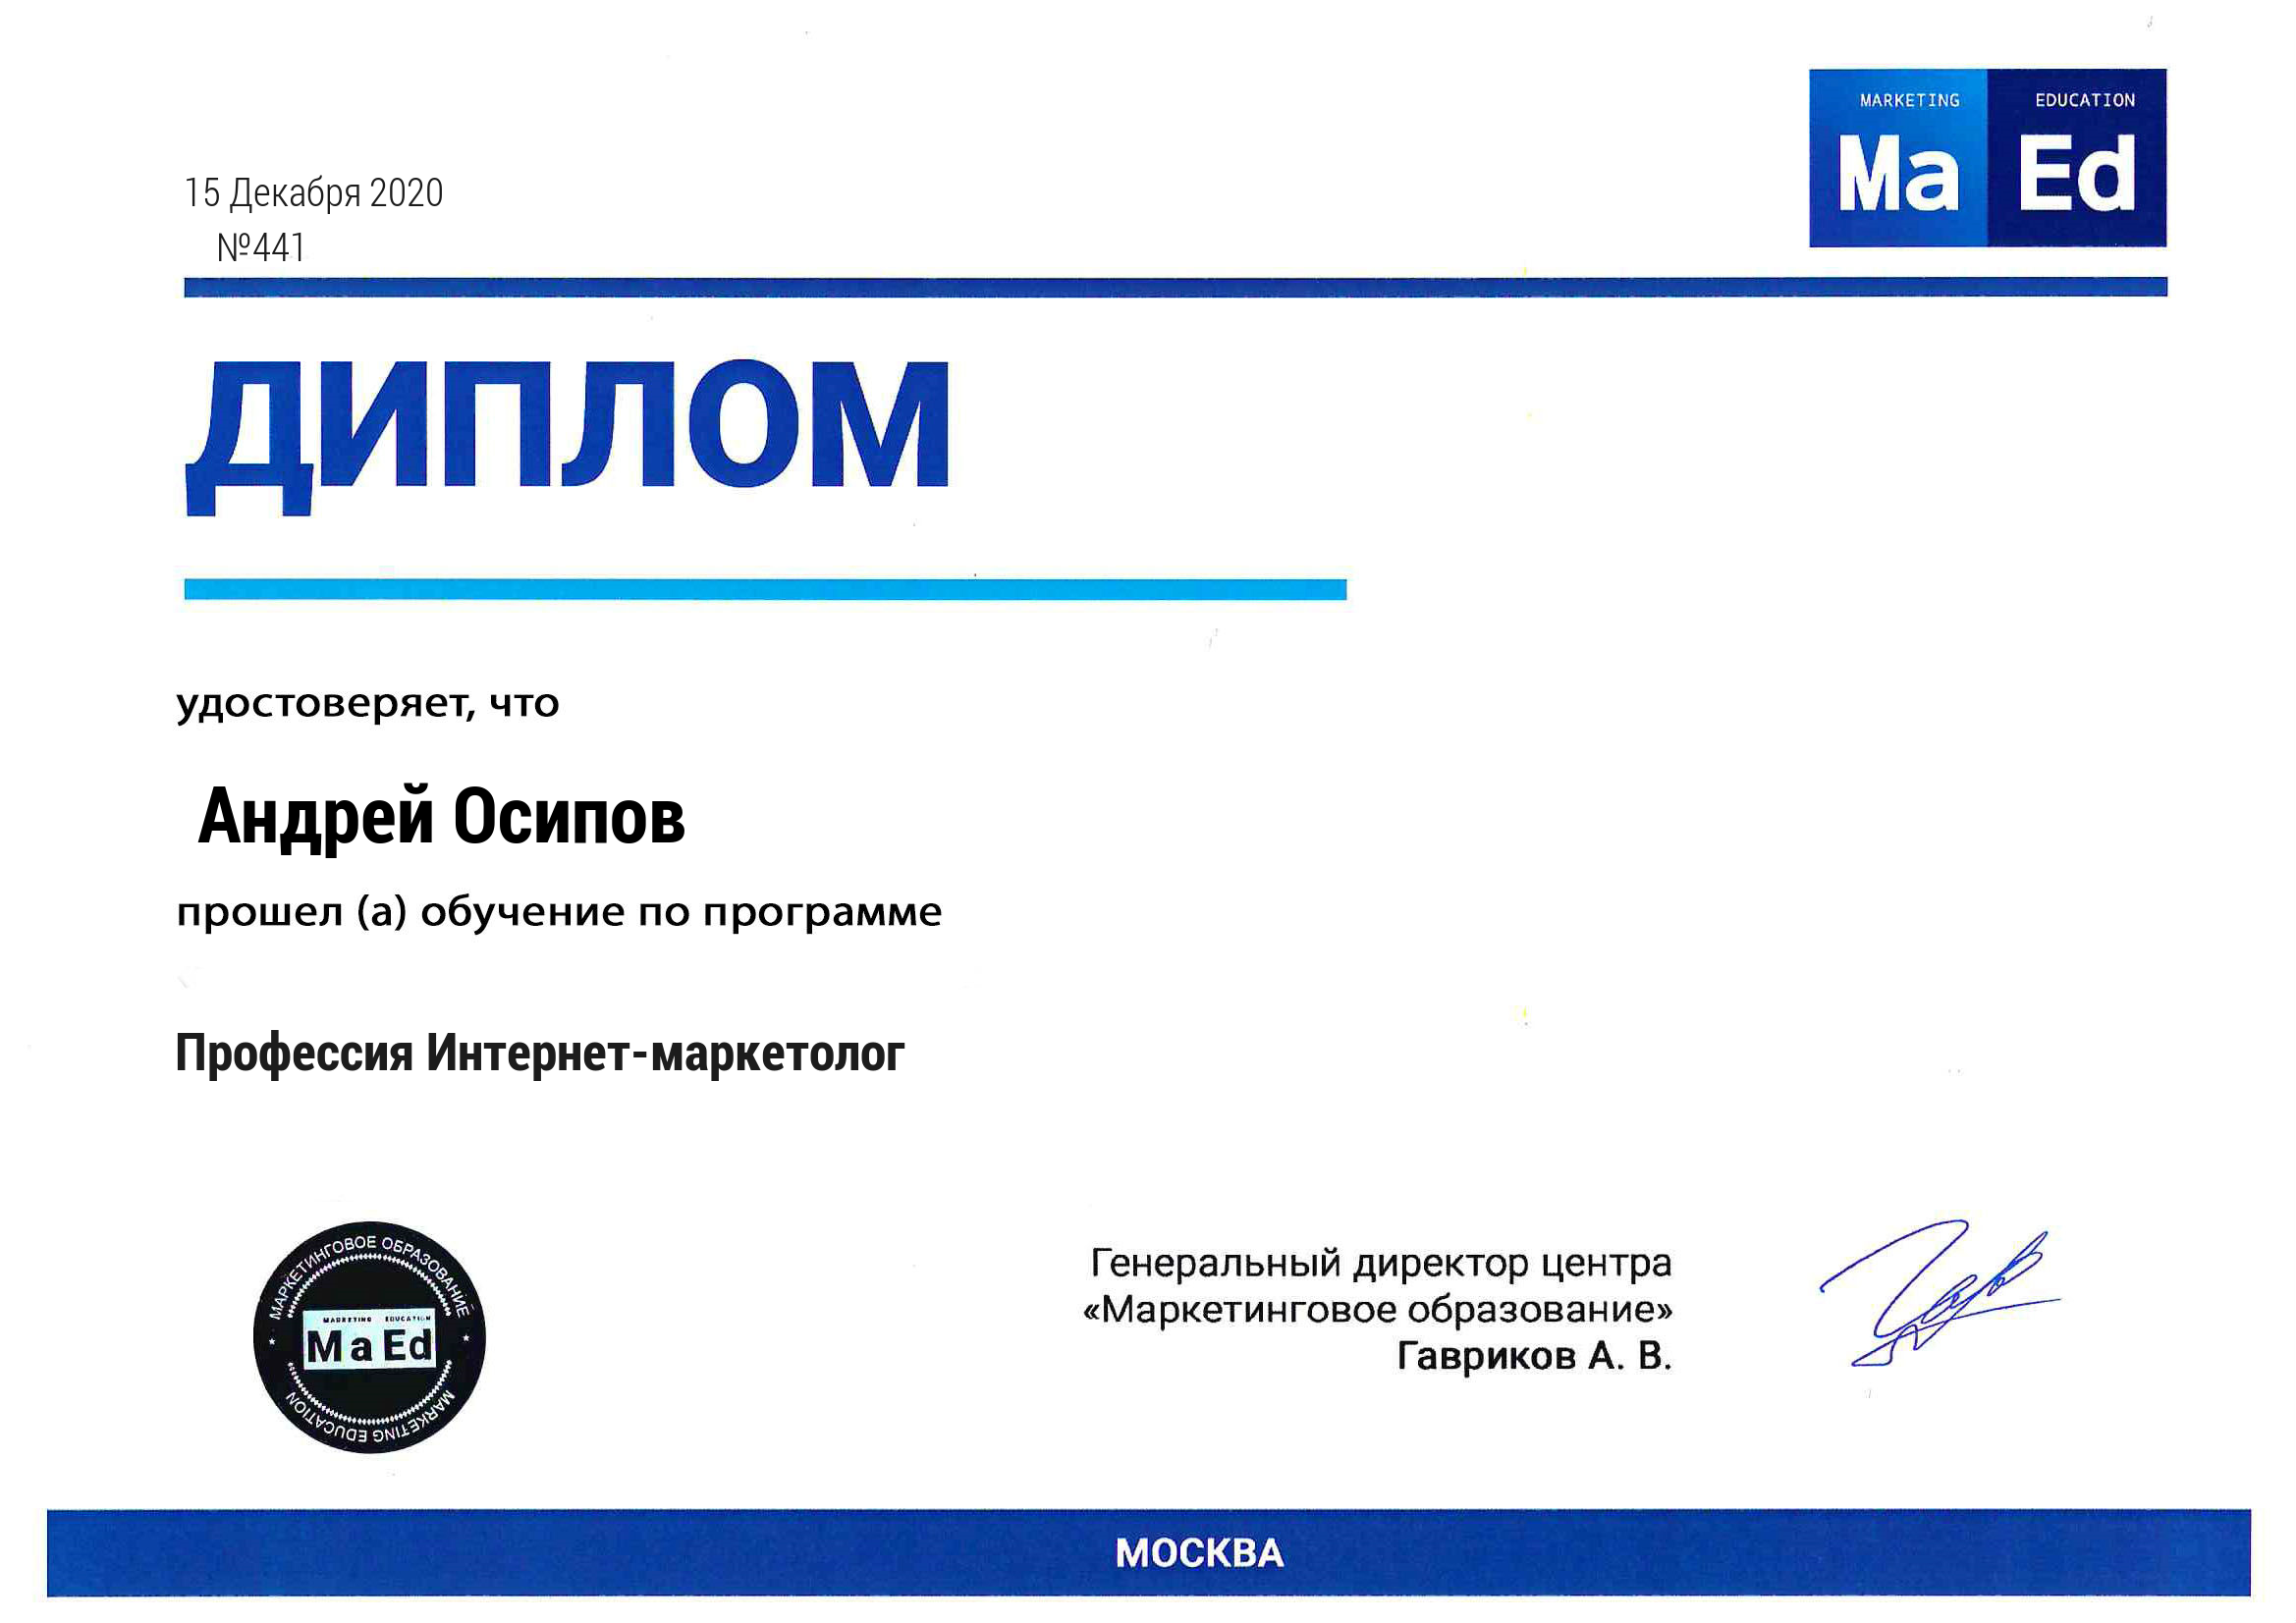 MARKETING EDUCATION
Ma Ed
15 Декабря 2020
№441
ДИПЛОМ
удостоверяет, что
Андрей Осипов
прошел (а) обучение по программе
Профессия Интернет-маркетолог
МАРКЕТИНГОВОЕ ОБРАЗОВАНИЕ
MARKETING EDUCATION
Ma Ed
MARKETING EDUCATION
Генеральный директор центра
«Маркетинговое образование»
Гавриков А. В.
МОСКВА